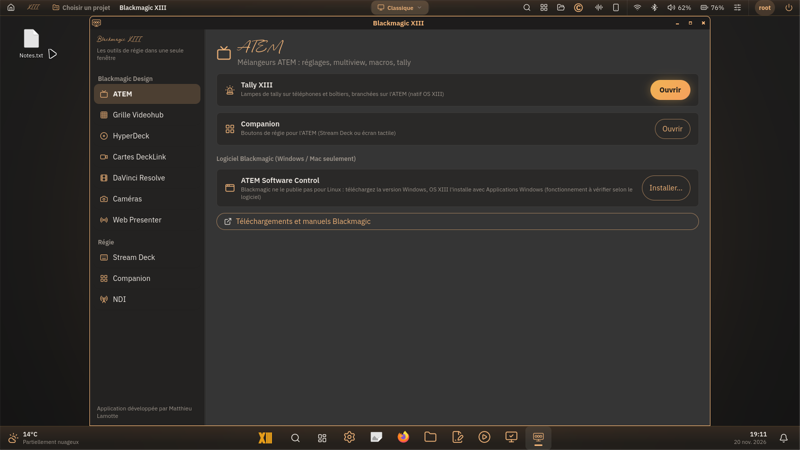 XIII
Choisir un projet
Blackmagic XIII
Classique
62%
76%
root
Notes.txt
Blackmagic XIII
Blackmagic XIII
Les outils de régie dans une seule
fenêtre
Blackmagic Design
ATEM
Grille Videohub
HyperDeck
Cartes DeckLink
DaVinci Resolve
Caméras
Web Presenter
Régie
Stream Deck
Companion
NDI
Application développée par Matthieu
Lamotte
ATEM
Mélangeurs ATEM : réglages, multiview, macros, tally
Tally XIII
Lampes de tally sur téléphones et boîtiers, branchées sur l'ATEM (natif OS XIII)
Ouvrir
Companion
Boutons de régie pour l'ATEM (Stream Deck ou écran tactile)
Ouvrir
Logiciel Blackmagic (Windows / Mac seulement)
ATEM Software Control
Blackmagic ne le publie pas pour Linux : téléchargez la version Windows, OS XIII l'installe avec Applications Windows (fonctionnement à vérifier selon le
logiciel)
Installer...
Téléchargements et manuels Blackmagic
14°C
Partiellement nuageux
XIII
19:11
20 nov. 2026